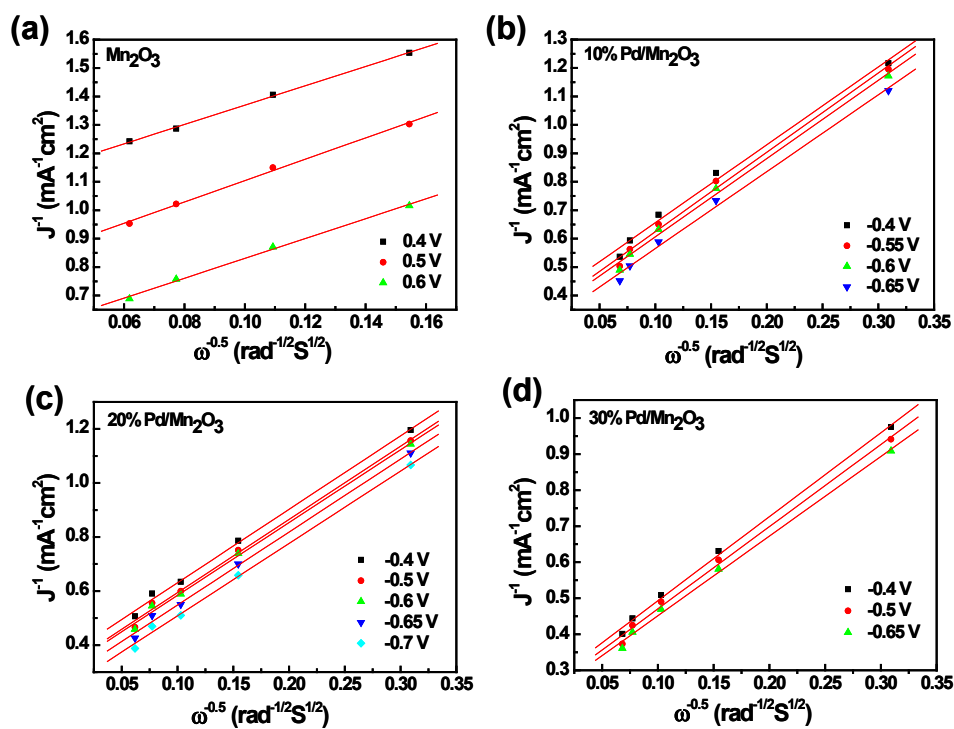 (a)
Mn₂O₃
1.6
1.5
1.4
1.3
1.2
1.1
1.0
0.9
0.8
0.7
J⁻¹ (mA⁻¹cm²)
0.4 V
0.5 V
0.6 V
0.06 0.08 0.10 0.12 0.14 0.16
ω⁻⁰·⁵ (rad⁻¹/²S¹/²)
(b)
10% Pd/Mn₂O₃
1.3
1.2
1.1
1.0
0.9
0.8
0.7
0.6
0.5
0.4
J⁻¹ (mA⁻¹cm²)
-0.4 V
-0.55 V
-0.6 V
-0.65 V
0.05 0.10 0.15 0.20 0.25 0.30 0.35
ω⁻⁰·⁵ (rad⁻¹/²S¹/²)
(c)
20% Pd/Mn₂O₃
1.2
1.0
0.8
0.6
0.4
J⁻¹ (mA⁻¹cm²)
-0.4 V
-0.5 V
-0.6 V
-0.65 V
-0.7 V
0.05 0.10 0.15 0.20 0.25 0.30 0.35
ω⁻⁰·⁵ (rad⁻¹/²S¹/²)
(d)
30% Pd/Mn₂O₃
1.0
0.9
0.8
0.7
0.6
0.5
0.4
0.3
J⁻¹ (mA⁻¹cm²)
-0.4 V
-0.5 V
-0.65 V
0.05 0.10 0.15 0.20 0.25 0.30 0.35
ω⁻⁰·⁵ (rad⁻¹/²S¹/²)